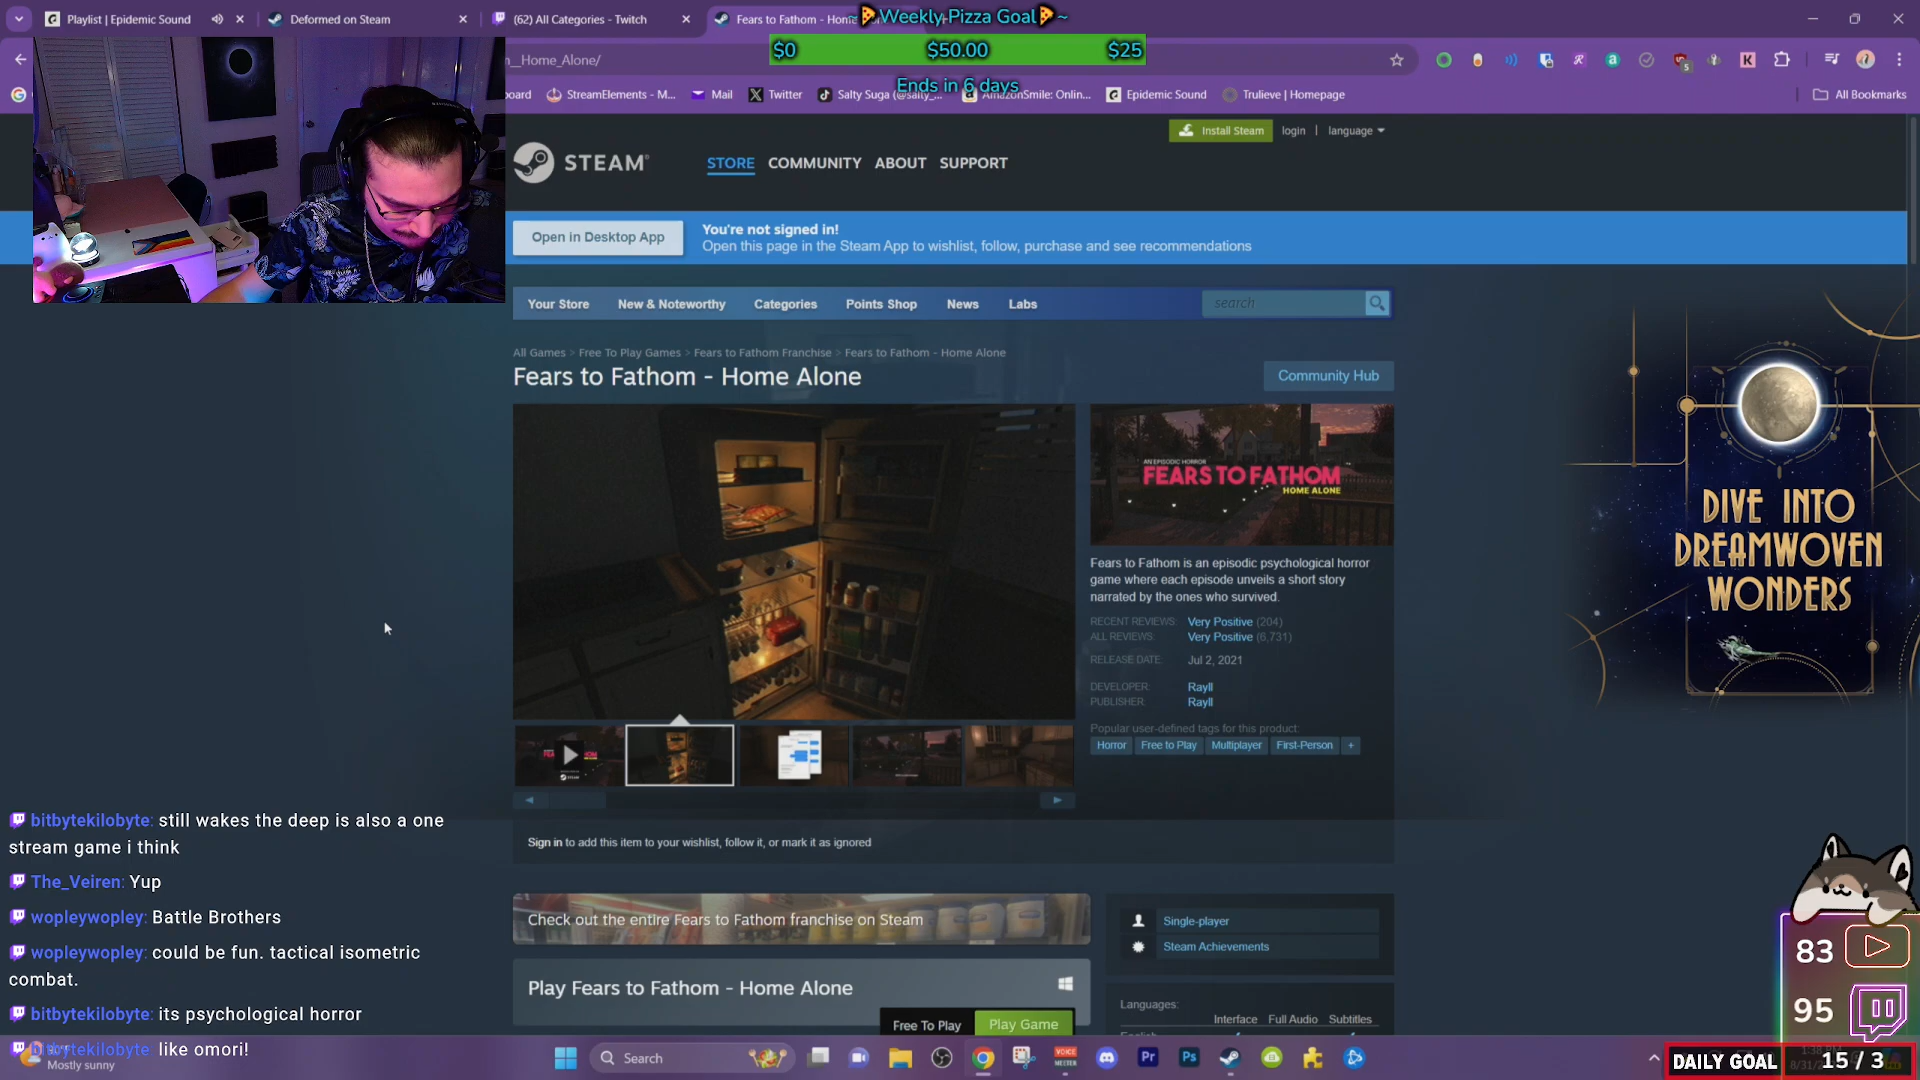 Playlist | Epidemic Sound
Deformed on Steam
(62) All Categories - Twitch
Fears to Fathom - Hom
~Weekly Pizza Goal~
$0 $50.00 $25
Ends in 6 days
n__Home_Alone/
oard
StreamElements - M...
Mail
Twitter
Salty Suga (@salty_...
AmazonSmile: Onlin...
Epidemic Sound
Trulieve | Homepage
All Bookmarks
Install Steam
login | language
STEAM
STORE COMMUNITY ABOUT SUPPORT
Open in Desktop App
You're not signed in!
Open this page in the Steam App to wishlist, follow, purchase and see recommendations
Your Store New & Noteworthy Categories Points Shop News Labs
search
All Games > Free To Play Games > Fears to Fathom Franchise > Fears to Fathom - Home Alone
Fears to Fathom - Home Alone
Community Hub
AN EPISODIC HORROR
FEARS TO FATHOM
HOME ALONE
Fears to Fathom is an episodic psychological horror
game where each episode unveils a short story
narrated by the ones who survived.
RECENT REVIEWS: Very Positive (204)
ALL REVIEWS: Very Positive (6,731)
RELEASE DATE: Jul 2, 2021
DEVELOPER: Rayll
PUBLISHER: Rayll
Popular user-defined tags for this product:
Horror Free to Play Multiplayer First-Person +
Sign in to add this item to your wishlist, follow it, or mark it as ignored
Check out the entire Fears to Fathom franchise on Steam
Play Fears to Fathom - Home Alone
Free To Play
Play Game
Single-player
Steam Achievements
Languages:
Interface Full Audio Subtitles
DIVE INTO
DREAMWOVEN
WONDERS
bitbytekilobyte: still wakes the deep is also a one
stream game i think
The_Veiren: Yup
wopleywopley: Battle Brothers
wopleywopley: could be fun. tactical isometric
combat.
bitbytekilobyte: its psychological horror
bitbytekilobyte: like omori!
Mostly sunny
Search
83
95
DAILY GOAL 15 / 3